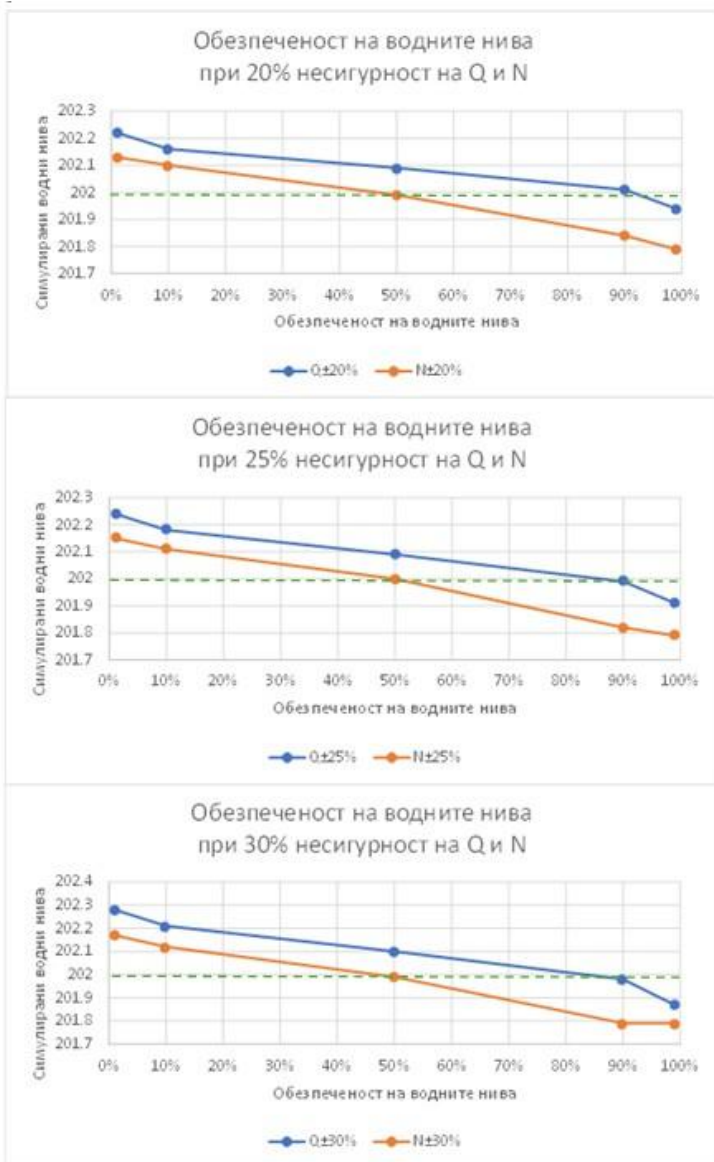 Обезпеченост на водните нива
при 20% несигурност на Q и N
Симулирани водни нива
202.3
202.2
202.1
202
201.9
201.8
201.7
0% 10% 20% 30% 40% 50% 60% 70% 80% 90% 100%
Обезпеченост на водните нива
Q±20% N±20%
Обезпеченост на водните нива
при 25% несигурност на Q и N
Симулирани водни нива
202.3
202.2
202.1
202
201.9
201.8
201.7
0% 10% 20% 30% 40% 50% 60% 70% 80% 90% 100%
Обезпеченост на водните нива
Q±25% N±25%
Обезпеченост на водните нива
при 30% несигурност на Q и N
Симулирани водни нива
202.4
202.3
202.2
202.1
202
201.9
201.8
201.7
0% 10% 20% 30% 40% 50% 60% 70% 80% 90% 100%
Обезпеченост на водните нива
Q±30% N±30%